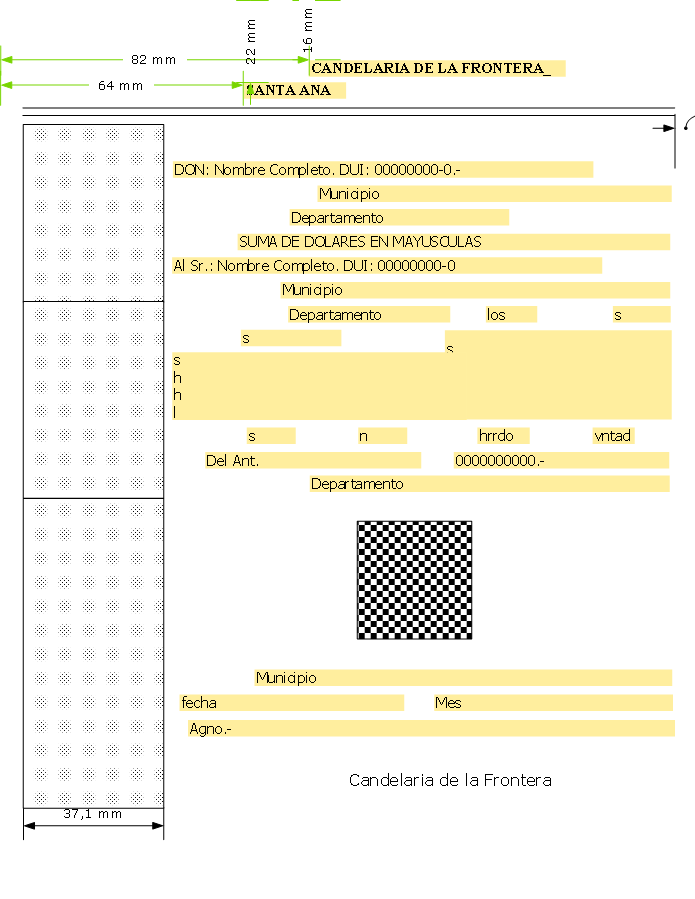 16 mm
22 mm
82 mm
CANDELARIA DE LA FRONTERA_
64 mm
SANTA ANA
DON: Nombre Completo. DUI: 00000000-0.-
Municipio
Departamento
SUMA DE DOLARES EN MAYUSCULAS
Al Sr.: Nombre Completo. DUI: 00000000-0
Municipio
Departamento los s
s s
s
h
h
l
s n hrrdo vntad
Del Ant. 0000000000.-
Departamento
Municipio
fecha Mes
Agno.-
Candelaria de la Frontera
37,1 mm